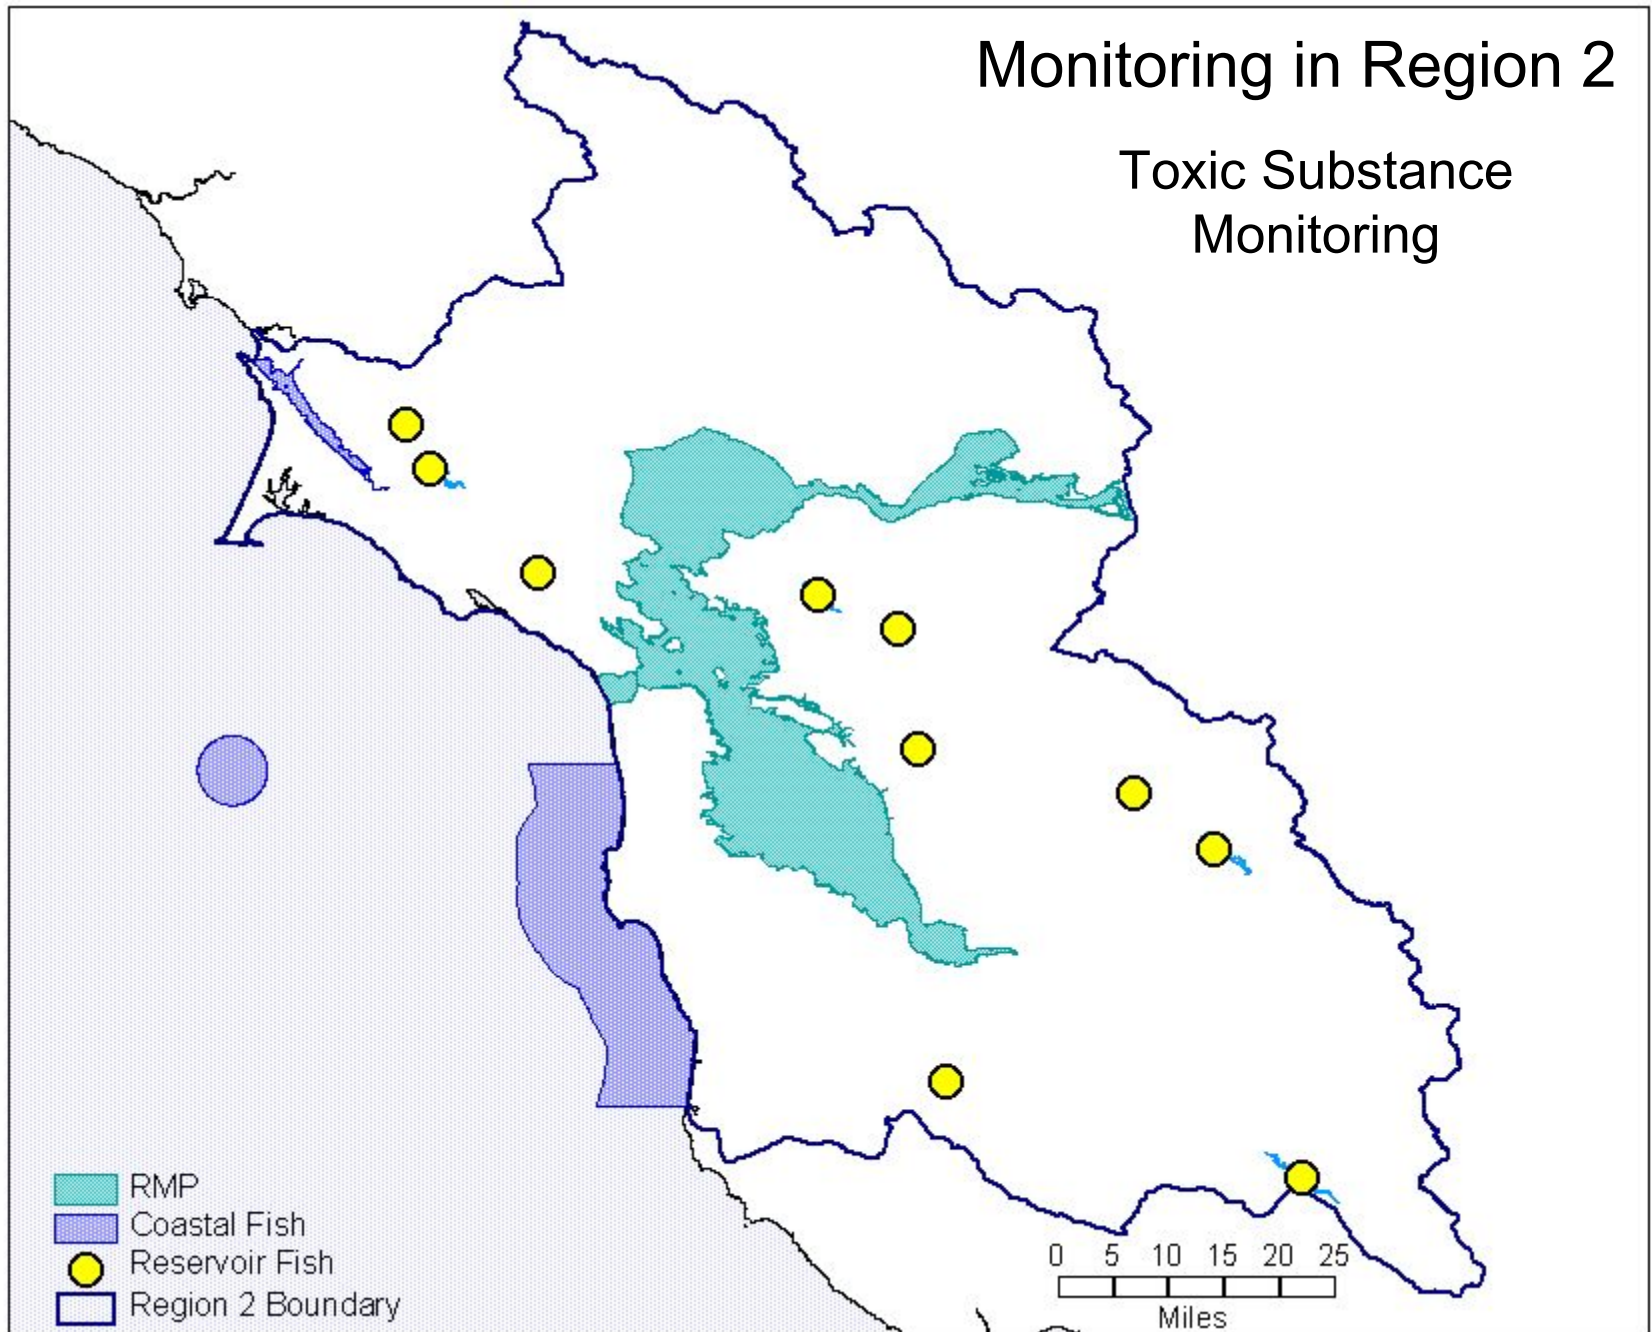 Monitoring in Region 2
Toxic Substance
Monitoring
RMP
Coastal Fish
Reservoir Fish
Region 2 Boundary
0 5 10 15 20 25
Miles